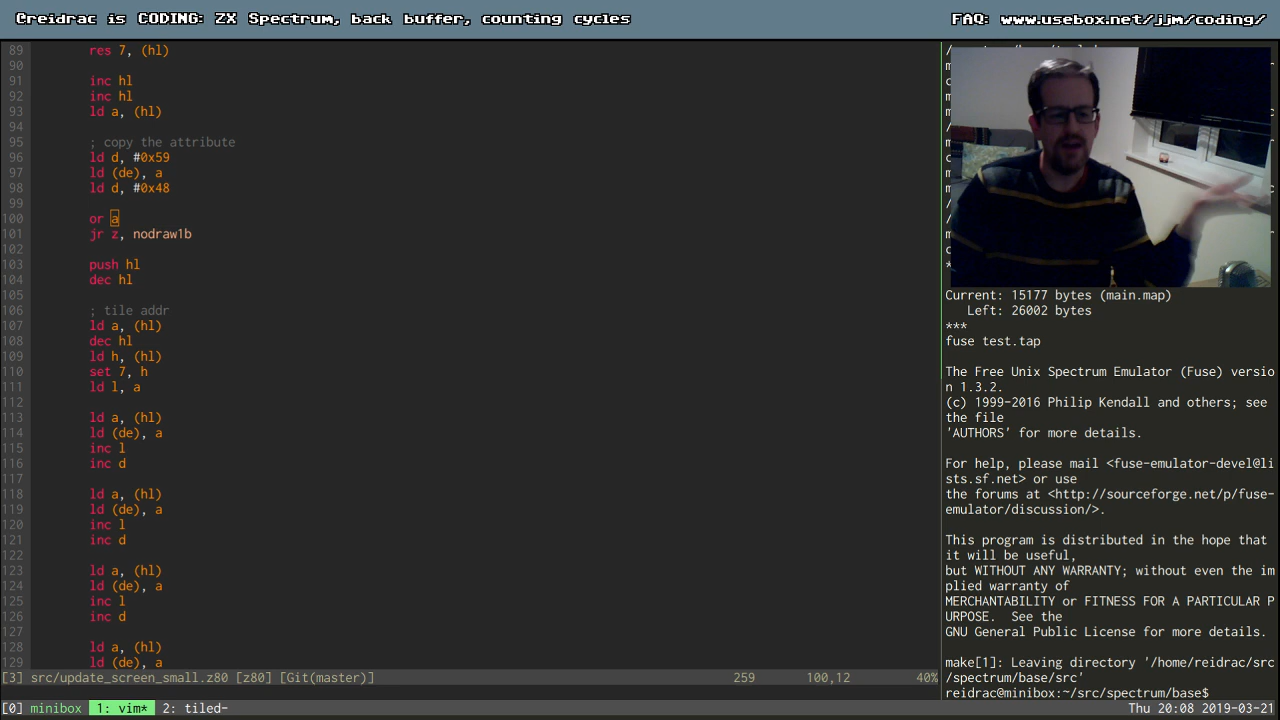 @reidrac is CODING: ZX Spectrum, back buffer, counting cycles
FAQ: www.usebox.net/jjm/coding/
89 res 7, (hl)
90
91 inc hl
92 inc hl
93 ld a, (hl)
94
95 ; copy the attribute
96 ld d, #0x59
97 ld (de), a
98 ld d, #0x48
99
100 or a
101 jr z, nodraw1b
102
103 push hl
104 dec hl
105
106 ; tile addr
107 ld a, (hl)
108 dec hl
109 ld h, (hl)
110 set 7, h
111 ld l, a
112
113 ld a, (hl)
114 ld (de), a
115 inc l
116 inc d
117
118 ld a, (hl)
119 ld (de), a
120 inc l
121 inc d
122
123 ld a, (hl)
124 ld (de), a
125 inc l
126 inc d
127
128 ld a, (hl)
129 ld (de), a
[3] src/update_screen_small.z80 [z80] [Git(master)] 259 100,12 40%
Current: 15177 bytes (main.map)
Left: 26002 bytes
***
fuse test.tap
The Free Unix Spectrum Emulator (Fuse) versio
n 1.3.2.
(c) 1999-2016 Philip Kendall and others; see
the file
'AUTHORS' for more details.
For help, please mail <fuse-emulator-devel@li
sts.sf.net> or use
the forums at <http://sourceforge.net/p/fuse-
emulator/discussion/>.
This program is distributed in the hope that
it will be useful,
but WITHOUT ANY WARRANTY; without even the im
plied warranty of
MERCHANTABILITY or FITNESS FOR A PARTICULAR P
URPOSE. See the
GNU General Public License for more details.
make[1]: Leaving directory '/home/reidrac/src
/spectrum/base/src'
reidrac@minibox:~/src/spectrum/base$
[0] minibox 1: vim* 2: tiled- Thu 20:08 2019-03-21